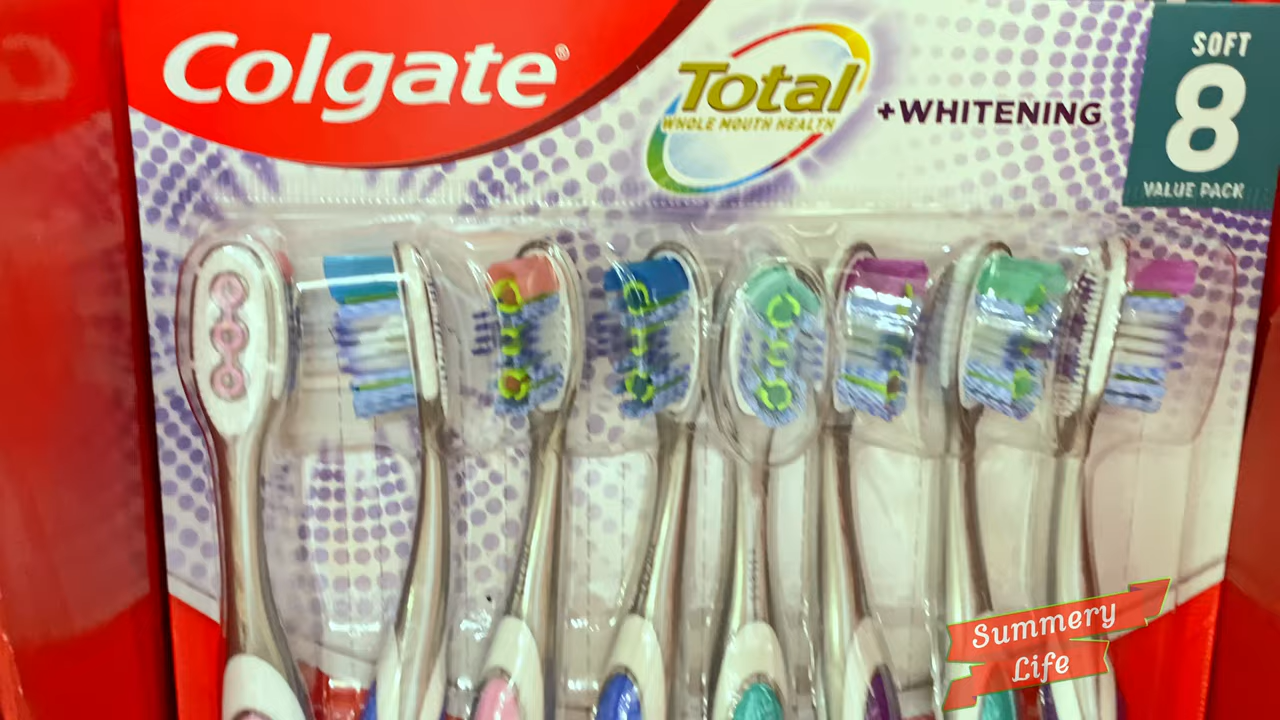 Colgate®
Total
WHOLE MOUTH HEALTH
+WHITENING
SOFT
8
VALUE PACK
Summery
Life